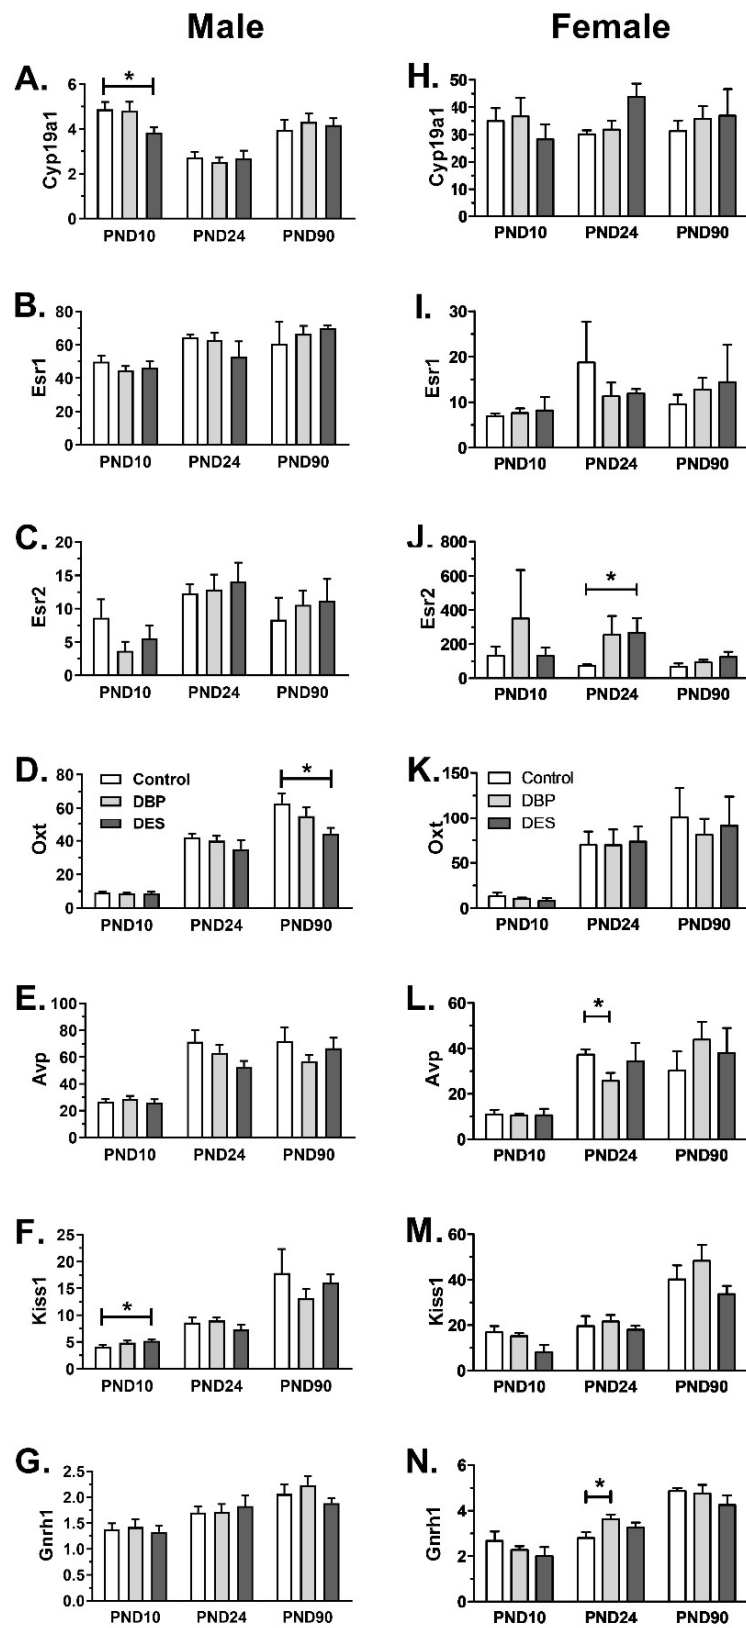 Male
Female
A.
*
Cyp19a1
6
4
2
0
PND10 PND24 PND90
H.
Cyp19a1
50
40
30
20
10
0
PND10 PND24 PND90
B.
Esr1
80
60
40
20
0
PND10 PND24 PND90
I.
Esr1
30
20
10
0
PND10 PND24 PND90
C.
Esr2
20
15
10
5
0
PND10 PND24 PND90
J.
*
Esr2
800
600
400
200
0
PND10 PND24 PND90
D.
*
Oxt
80
60
40
20
0
Control
DBP
DES
PND10 PND24 PND90
K.
Oxt
150
100
50
0
Control
DBP
DES
PND10 PND24 PND90
E.
Avp
100
80
60
40
20
0
PND10 PND24 PND90
L.
*
Avp
60
40
20
0
PND10 PND24 PND90
F.
*
Kiss1
25
20
15
10
5
0
PND10 PND24 PND90
M.
Kiss1
60
40
20
0
PND10 PND24 PND90
G.
Gnrh1
2.5
2.0
1.5
1.0
0.5
0.0
PND10 PND24 PND90
N.
*
Gnrh1
6
4
2
0
PND10 PND24 PND90